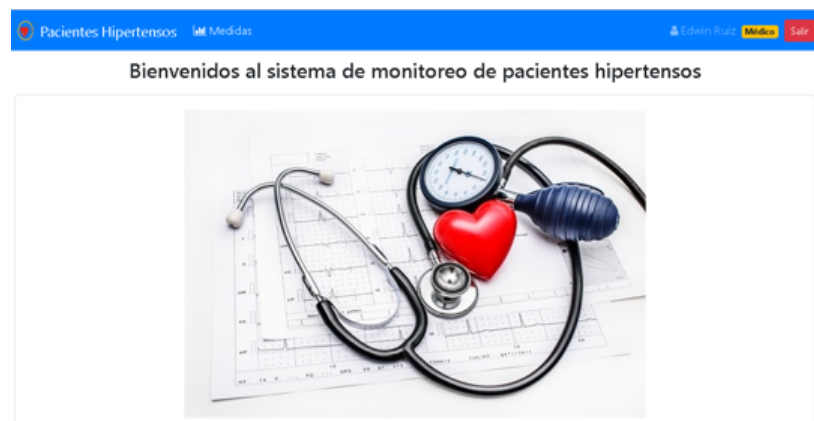 Pacientes Hipertensos Medidas Edwin Ruiz Médico Salir
Bienvenidos al sistema de monitoreo de pacientes hipertensos